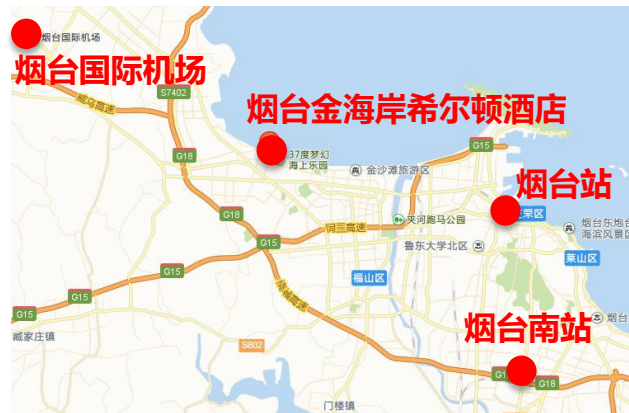 烟台国际机场
烟台国际机场
威乌高速
S7402
烟台金海岸希尔顿酒店
G18
37度梦幻
海上乐园
G15
金沙滩旅游区
烟台站
G18
夹河跑马公园
同三高速
G15
鲁东大学北区
烟台东炮台
海滨风景区
莱山区
G15
福山区
G15
G15
烟台南站
臧家庄镇
S802
G18
门楼镇